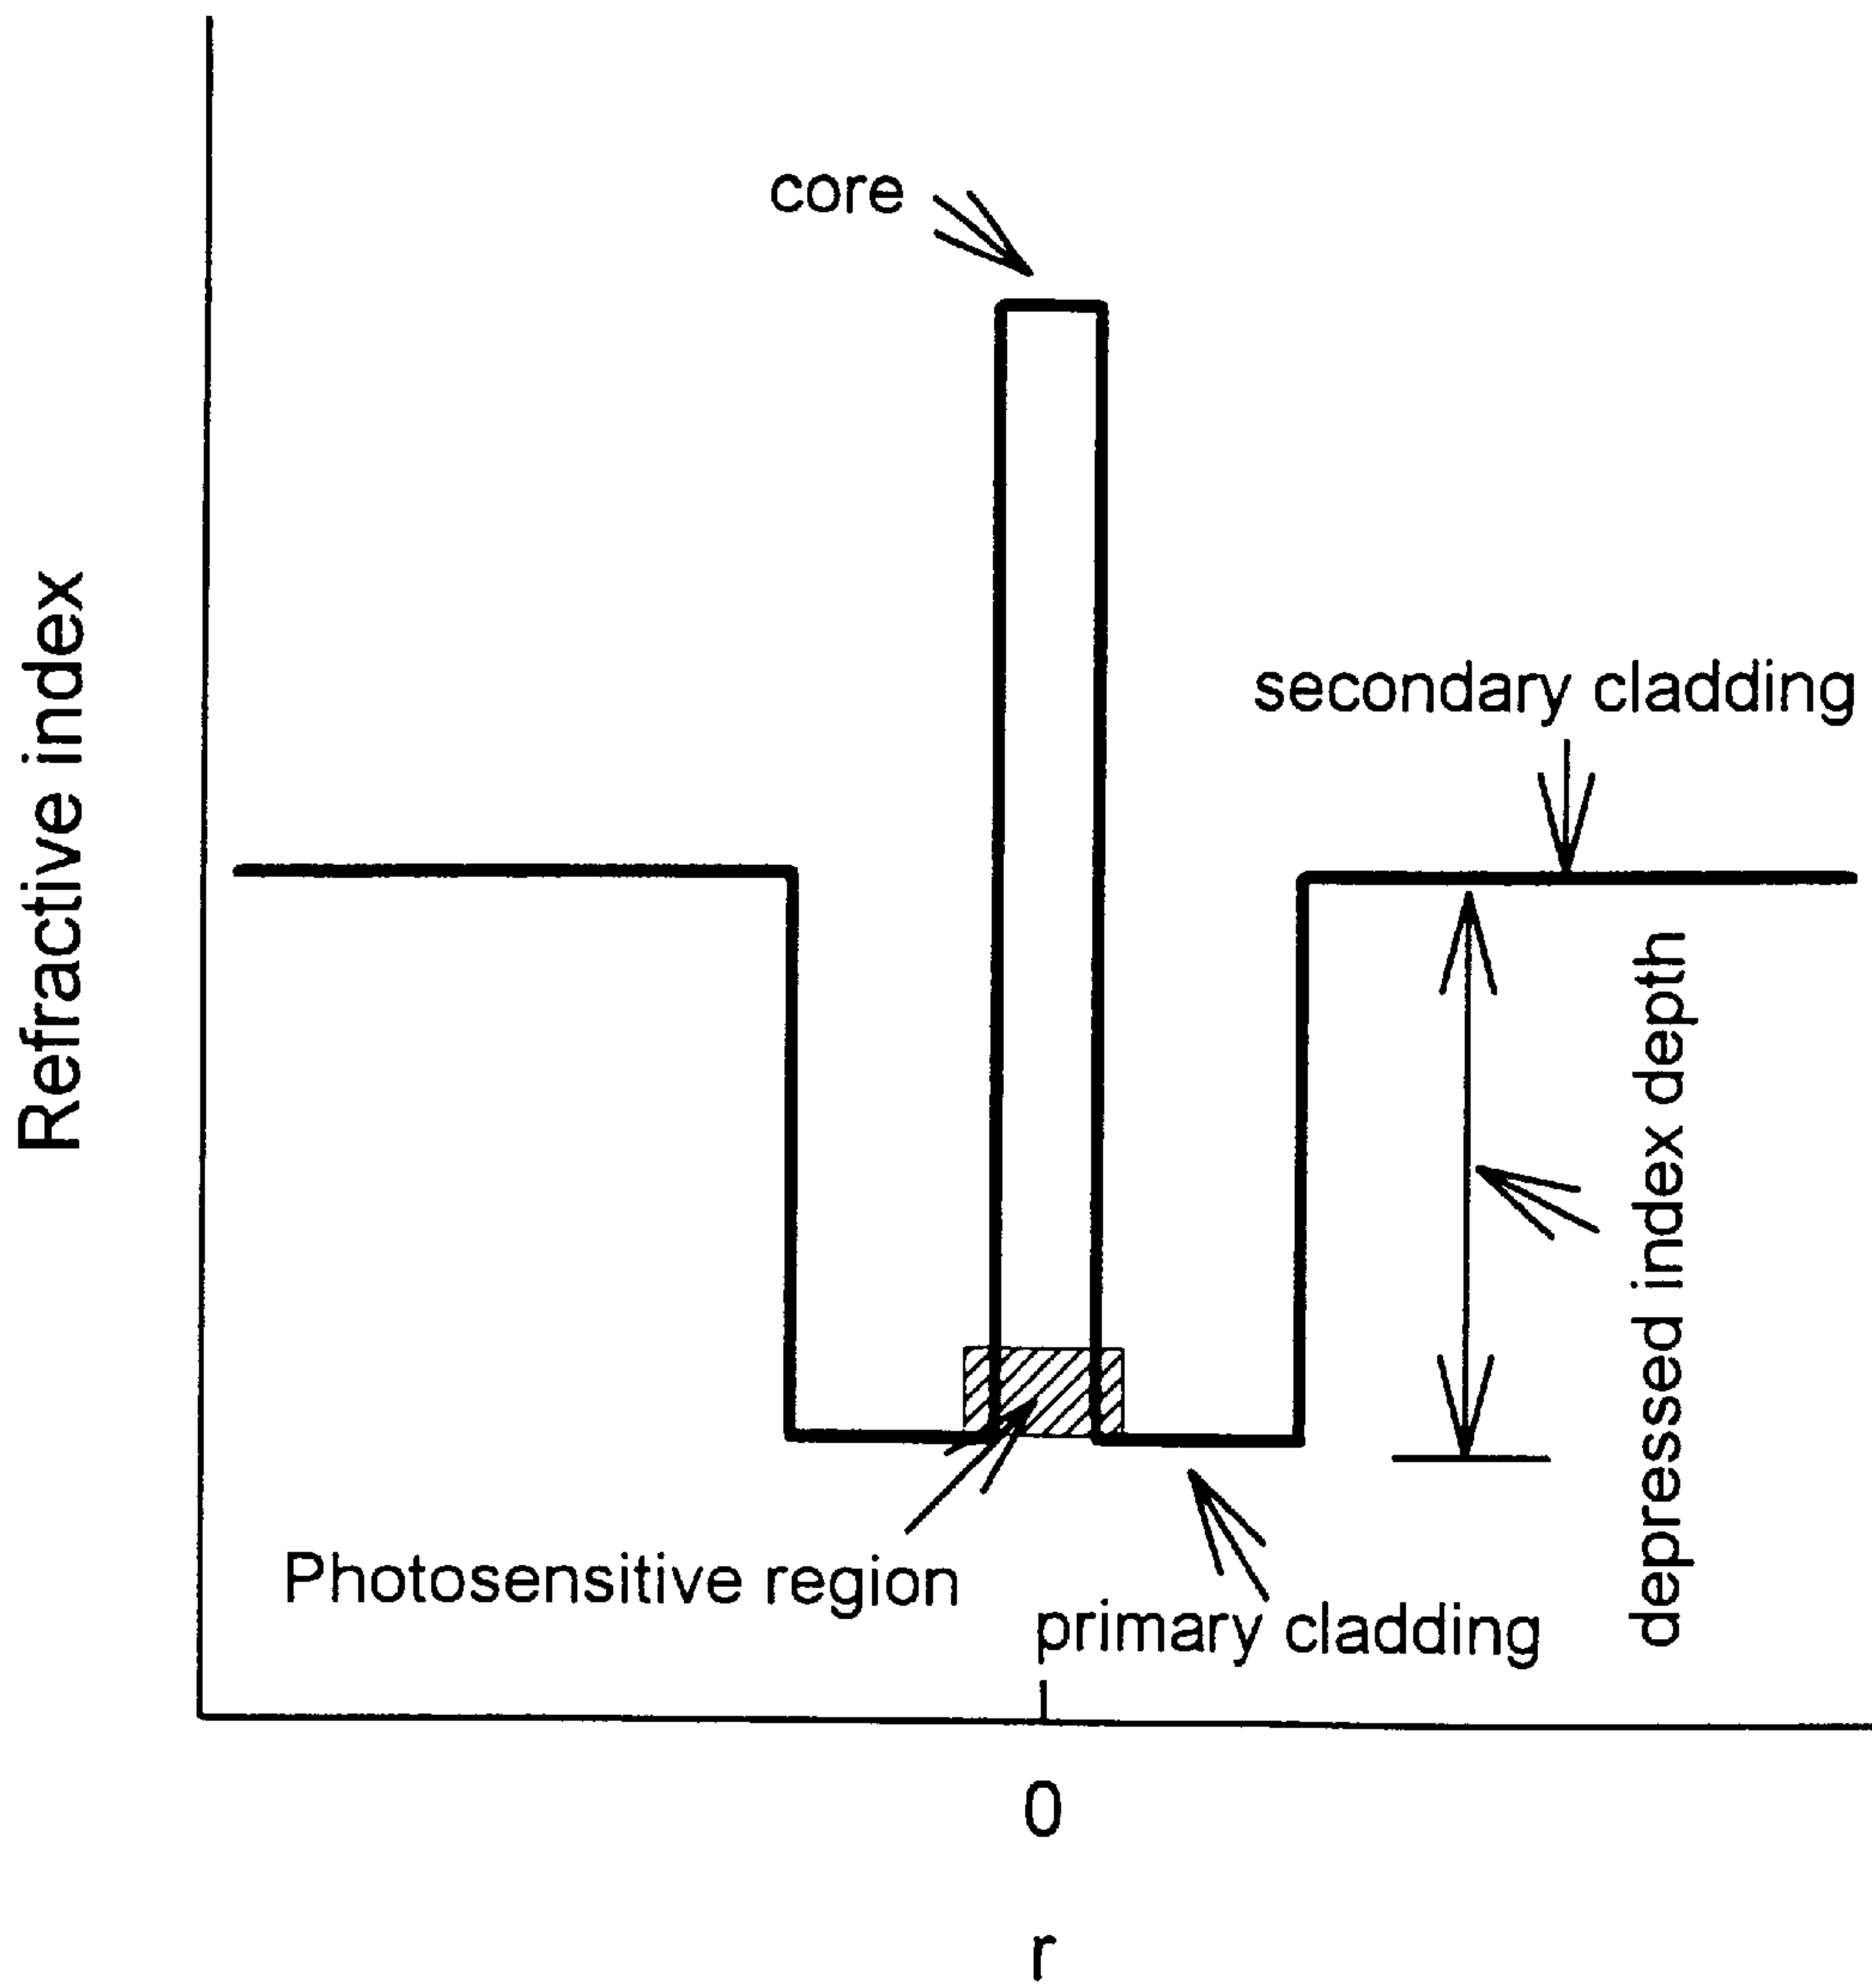 core
secondary cladding
Refractive index
depressed index depth
Photosensitive region
primary cladding
0
r